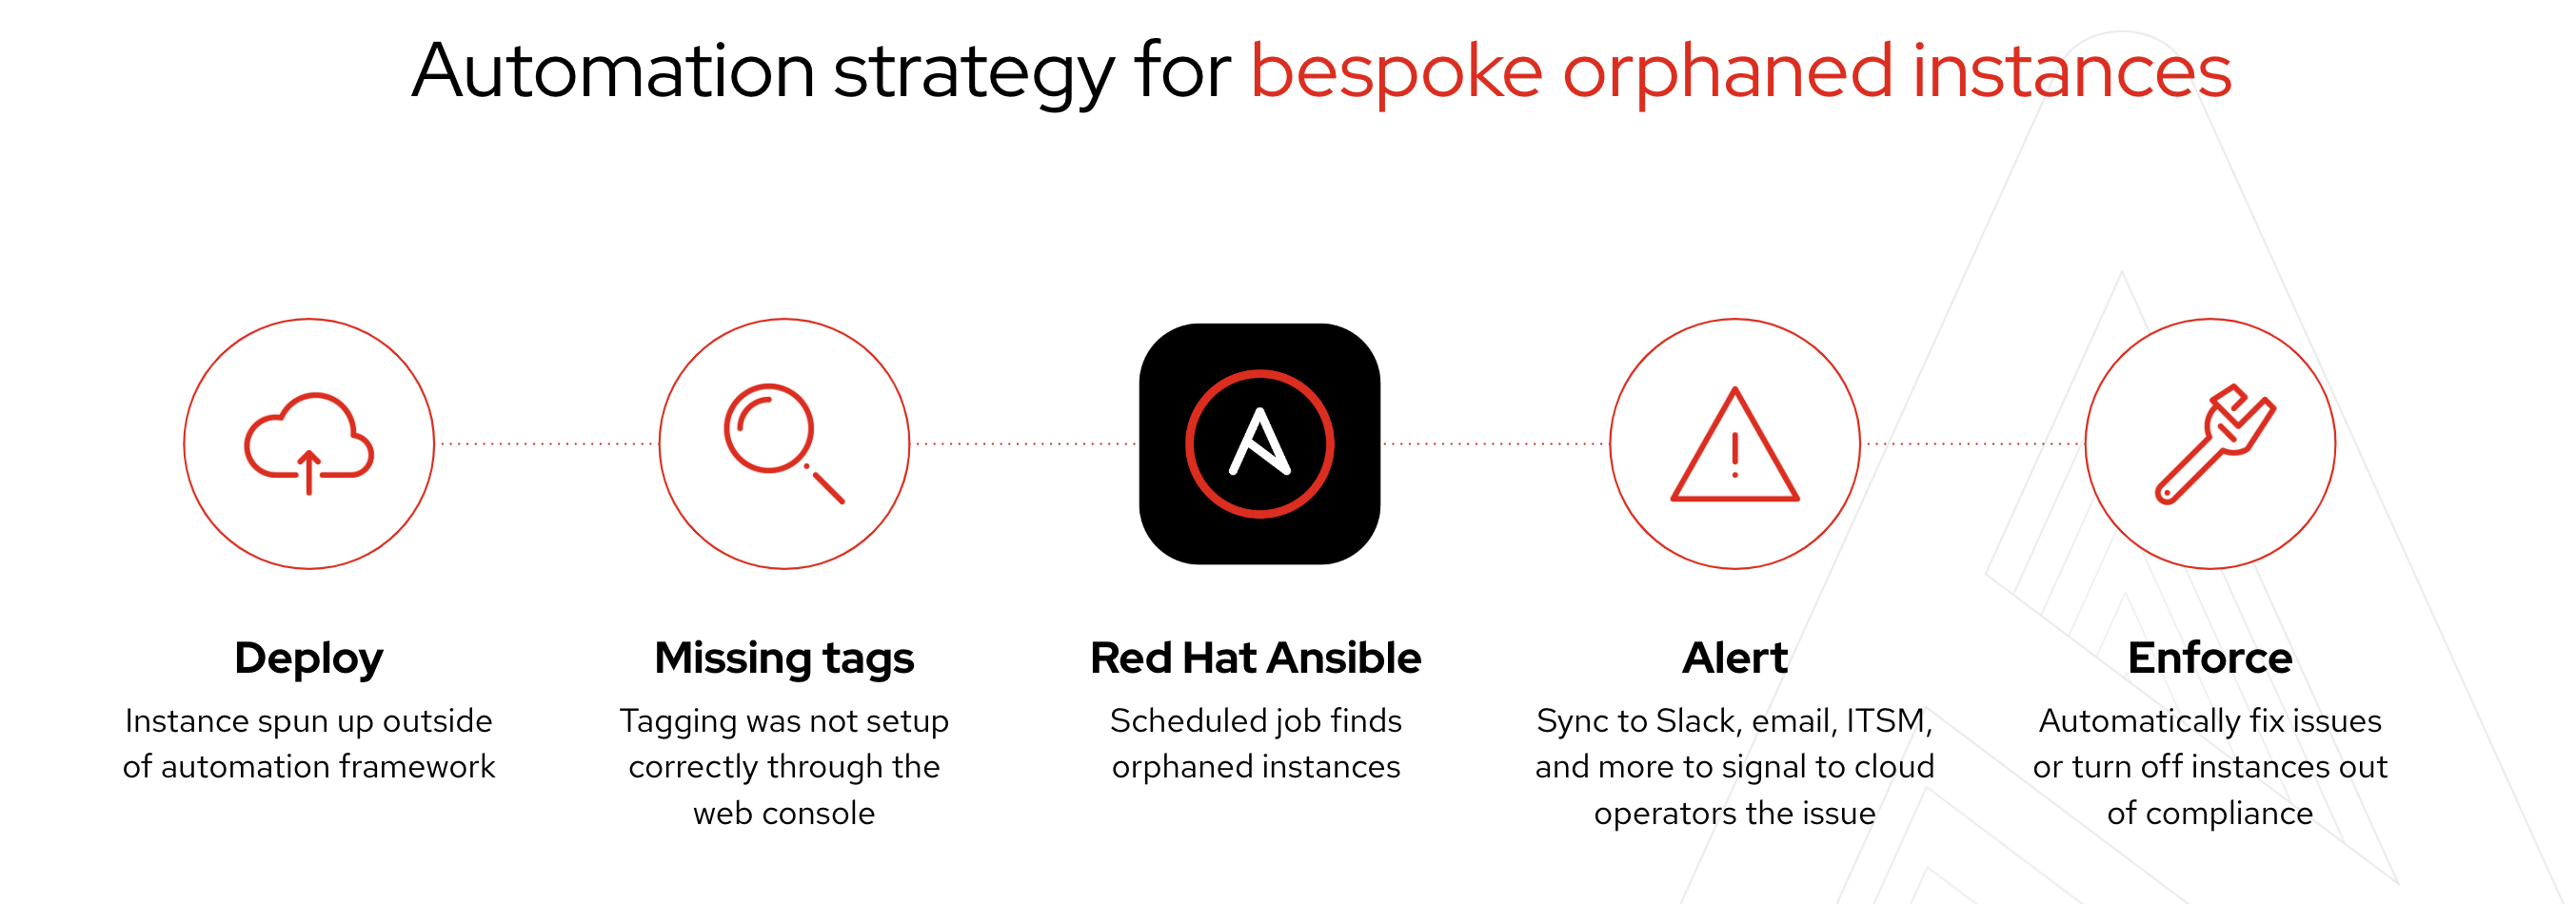 Automation strategy for bespoke orphaned instances
Deploy
Instance spun up outside
of automation framework
Missing tags
Tagging was not setup
correctly through the
web console
Red Hat Ansible
Scheduled job finds
orphaned instances
Alert
Sync to Slack, email, ITSM,
and more to signal to cloud
operators the issue
Enforce
Automatically fix issues
or turn off instances out
of compliance